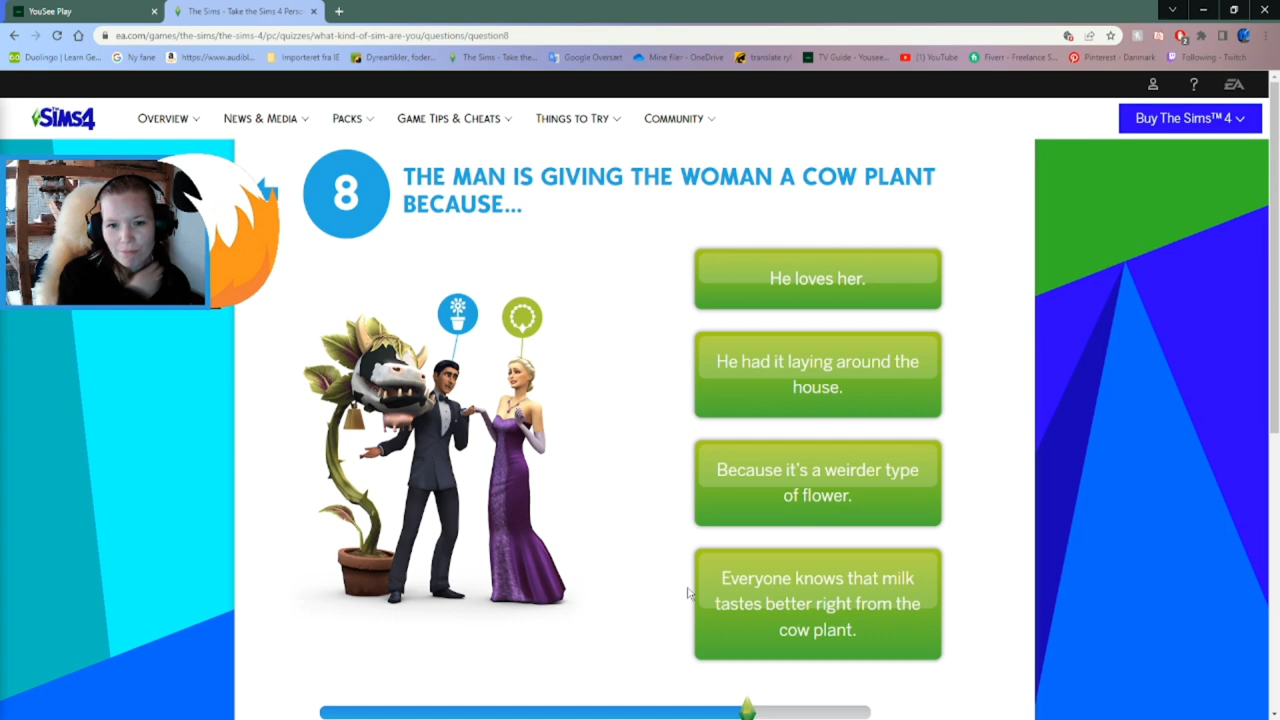 YouSee Play
The Sims - Take the Sims 4 Perso
ea.com/games/the-sims/the-sims-4/pc/quizzes/what-kind-of-sim-are-you/questions/question8
Duolingo | Learn Ge...
Ny fane
https://www.audibl...
Importeret fra IE
Dyreartikler, foder...
The Sims - Take the...
Google Oversæt
Mine filer - OneDrive
translate ryl
TV Guide - Yousee...
(1) YouTube
Fiverr - Freelance S...
Pinterest - Danmark
Following - Twitch
EA
THE SIMS 4
OVERVIEW
NEWS & MEDIA
PACKS
GAME TIPS & CHEATS
THINGS TO TRY
COMMUNITY
Buy The Sims™ 4
8
THE MAN IS GIVING THE WOMAN A COW PLANT
BECAUSE...
He loves her.
He had it laying around the
house.
Because it's a weirder type
of flower.
Everyone knows that milk
tastes better right from the
cow plant.